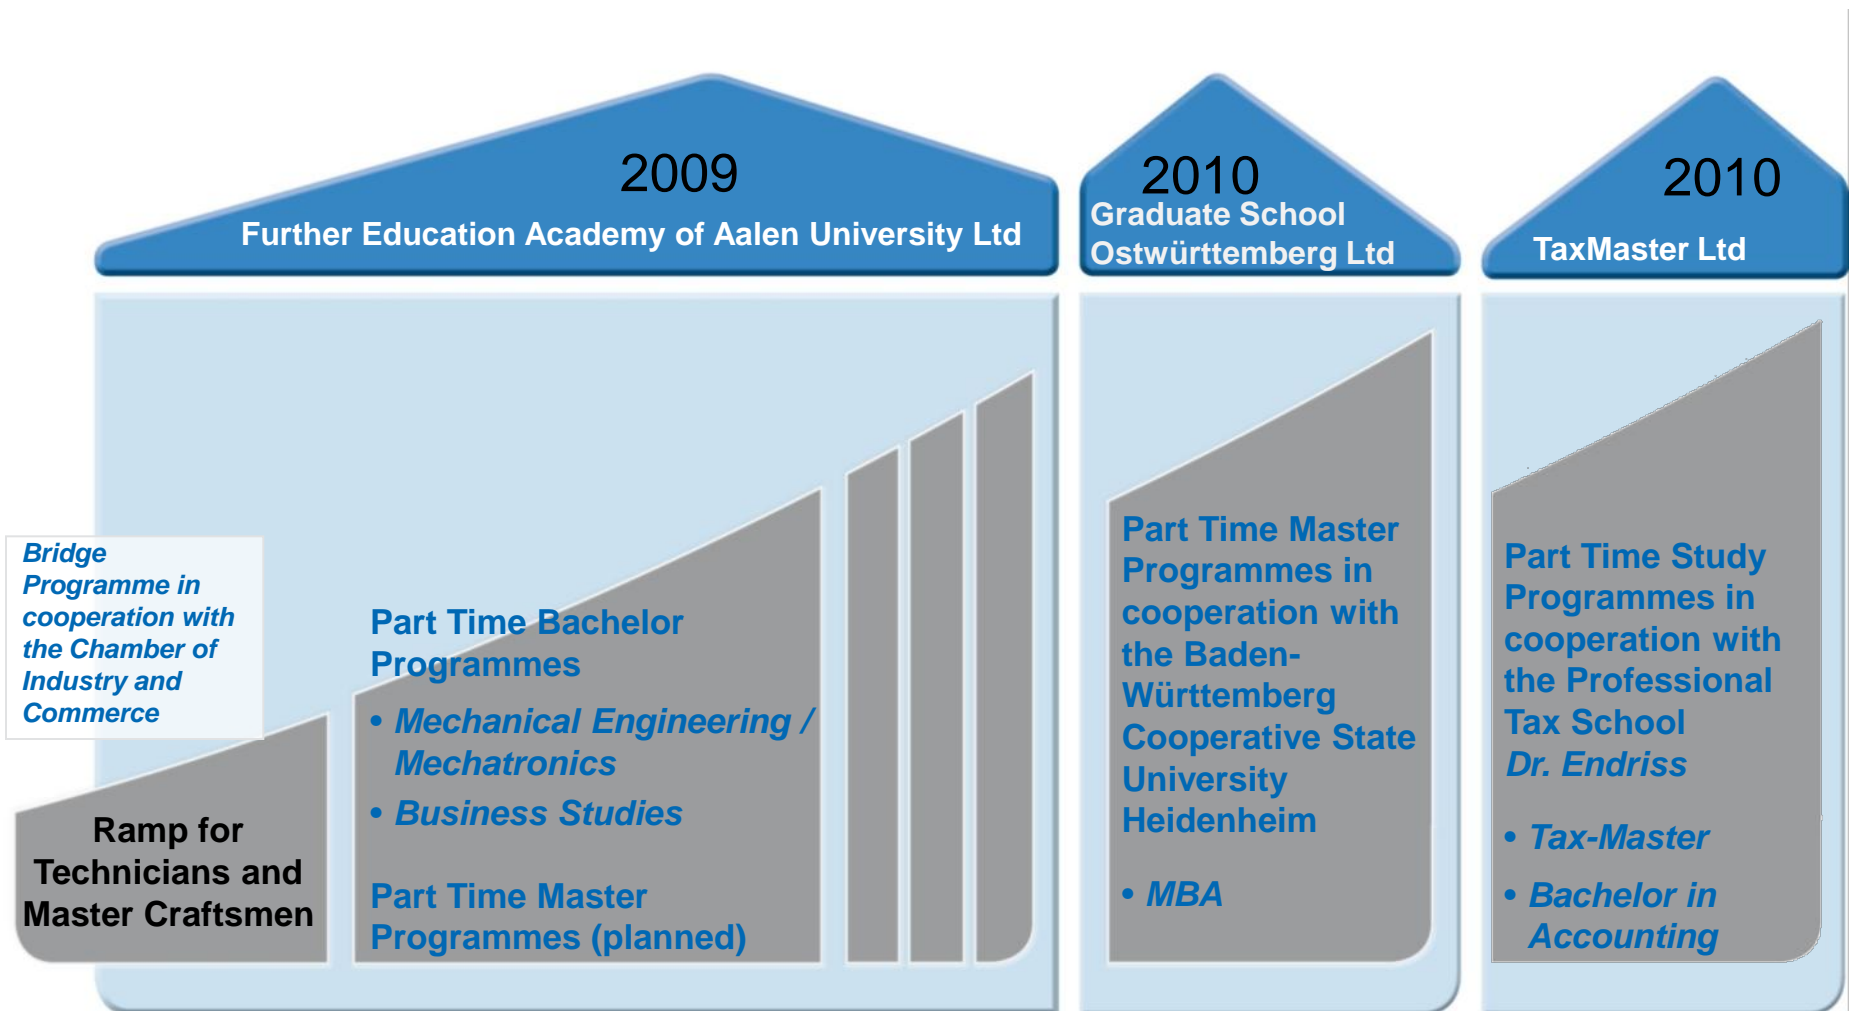 2009
Further Education Academy of Aalen University Ltd
2010
Graduate School
Ostwürttemberg Ltd
2010
TaxMaster Ltd
Bridge
Programme in
cooperation with
the Chamber of
Industry and
Commerce
Ramp for
Technicians and
Master Craftsmen
Part Time Bachelor
Programmes
• Mechanical Engineering /
Mechatronics
• Business Studies
Part Time Master
Programmes (planned)
Part Time Master
Programmes in
cooperation with
the Baden-
Württemberg
Cooperative State
University
Heidenheim
• MBA
Part Time Study
Programmes in
cooperation with
the Professional
Tax School
Dr. Endriss
• Tax-Master
• Bachelor in
Accounting